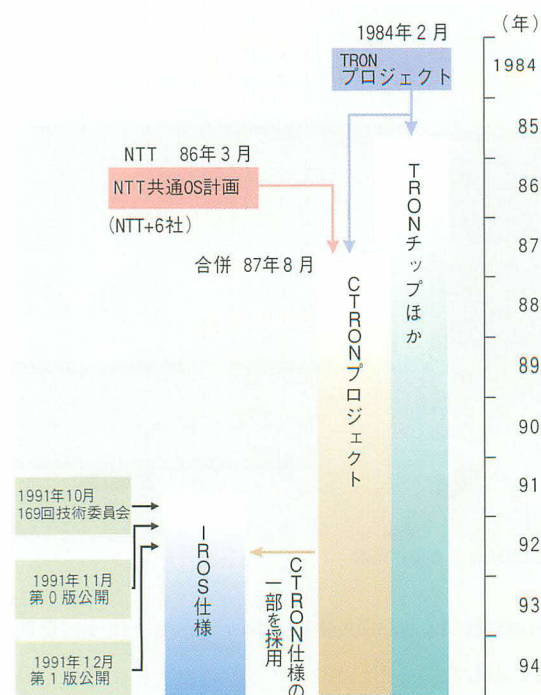 (年)
1984年2月
TRON
プロジェクト
1984
85
NTT 86年3月
NTT共通OS計画
(NTT+6社)
86
TRONチップほか
合併 87年8月
87
CTRONプロジェクト
88
89
90
91
1991年10月
169回技術委員会
IROS仕様
CTRON仕様の
一部を採用
92
1991年11月
第0版公開
93
1991年12月
第1版公開
94